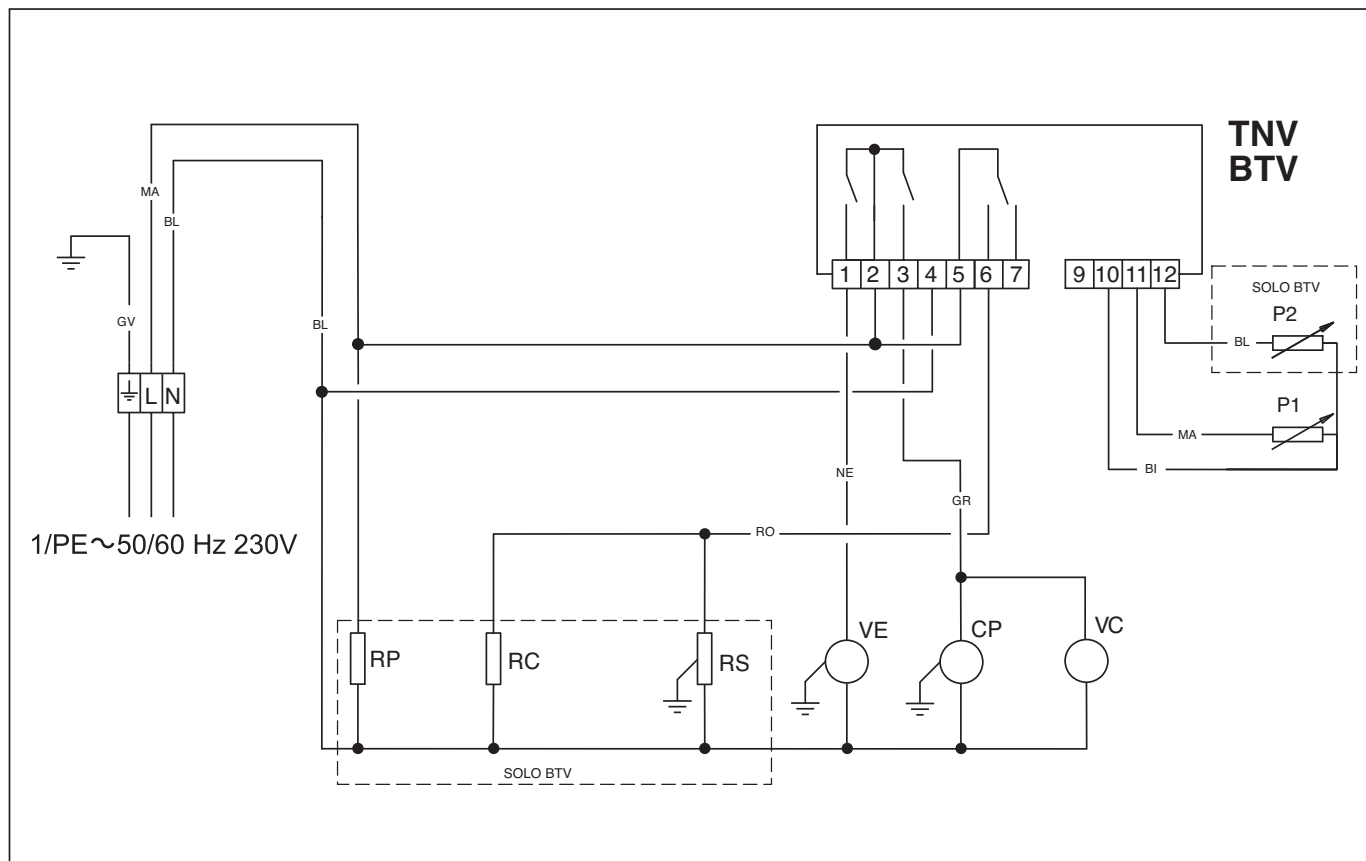 TNV
BTV
MA
BL
GV
BL
1 2 3 4 5 6 7
9 10 11 12
SOLO BTV
P2
BL
P1
MA
BI
L N
NE
GR
RO
1/PE~50/60 Hz 230V
RP
RC
RS
VE
CP
VC
SOLO BTV